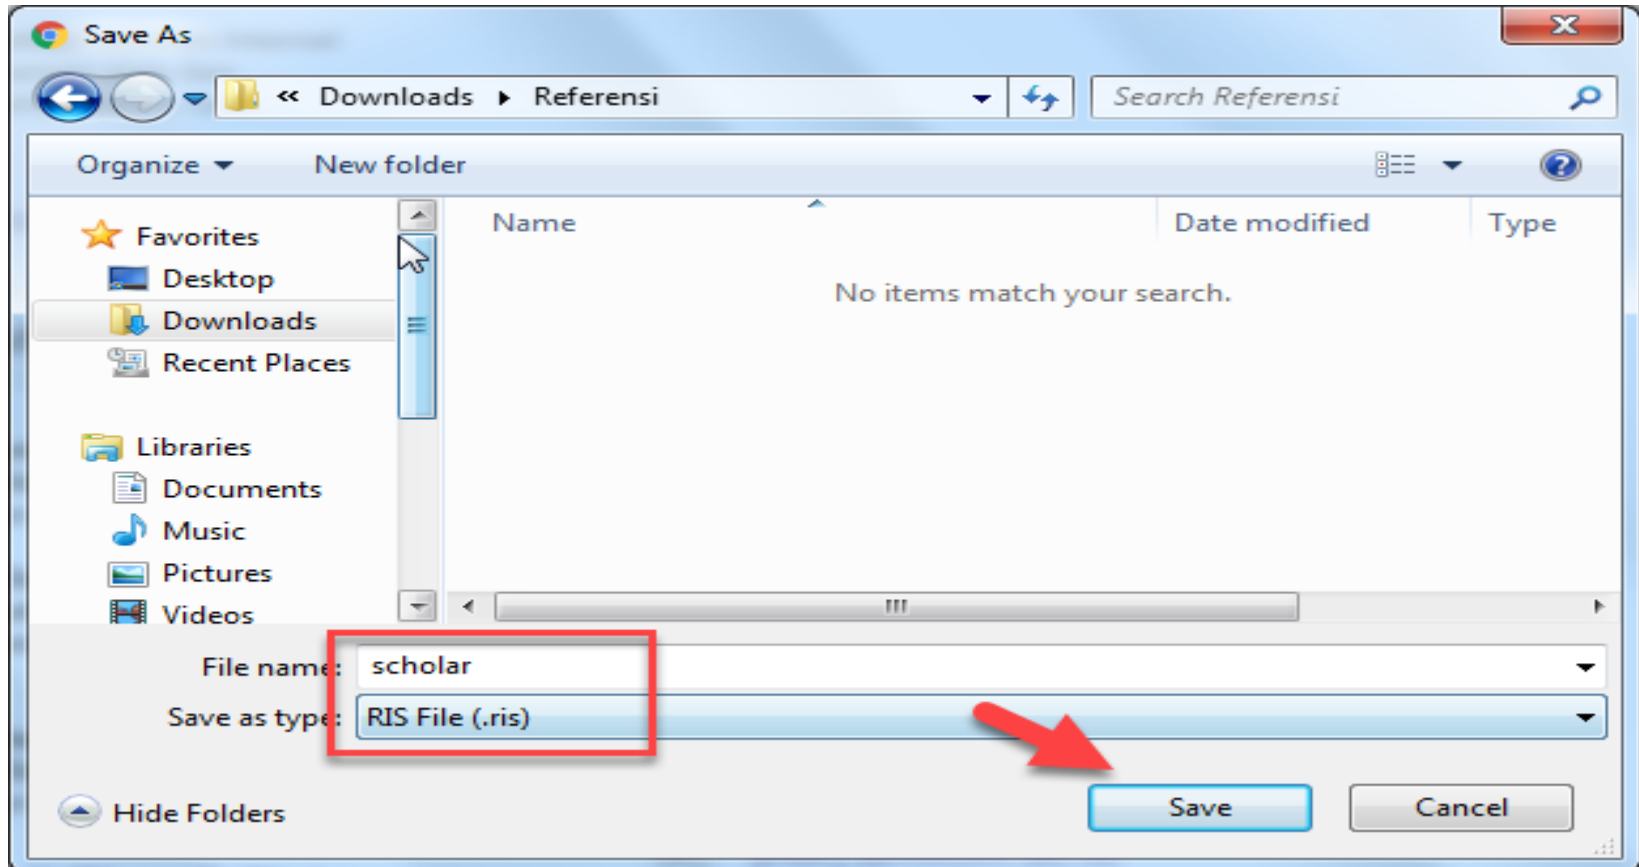 Save As
« Downloads Referensi
Search Referensi
Organize New folder
Name Date modified Type
Favorites
Desktop
Downloads
Recent Places
No items match your search.
Libraries
Documents
Music
Pictures
Videos
File name: scholar
Save as type: RIS File (.ris)
Hide Folders
Save Cancel